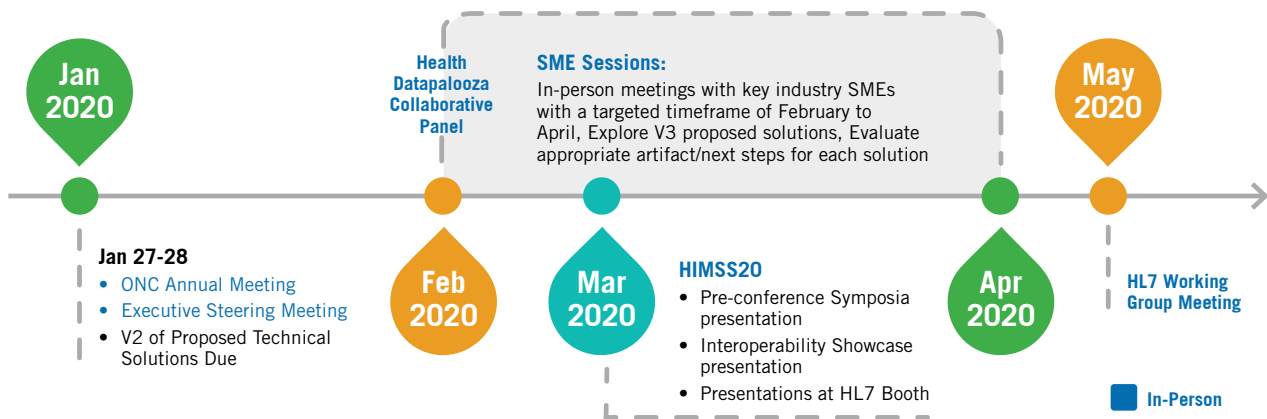 Jan
2020
Jan 27-28
• ONC Annual Meeting
• Executive Steering Meeting
• V2 of Proposed Technical
Solutions Due
Health
Datapalooza
Collaborative
Panel
Feb
2020
SME Sessions:
In-person meetings with key industry SMEs
with a targeted timeframe of February to
April, Explore V3 proposed solutions, Evaluate
appropriate artifact/next steps for each solution
Mar
2020
HIMSS20
• Pre-conference Symposia
presentation
• Interoperability Showcase
presentation
• Presentations at HL7 Booth
Apr
2020
May
2020
HL7 Working
Group Meeting
In-Person